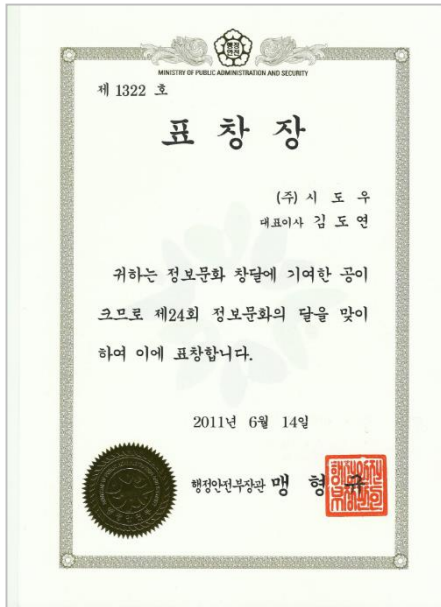 MINISTRY OF PUBLIC ADMINISTRATION AND SECURITY
제 1322 호
표 창 장
(주) 시 도 우
대표이사 김 도 연
귀하는 정보문화 창달에 기여한 공이
크므로 제24회 정보문화의 달을 맞이
하여 이에 표창합니다.
2011년 6월 14일
행정안전부장관 맹 형 규